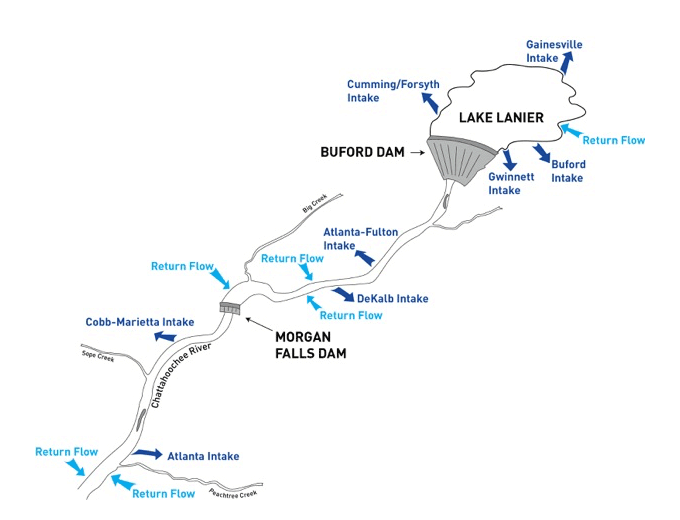 Gainesville
Intake
Cumming/Forsyth
Intake
LAKE LANIER
Return Flow
BUFORD DAM
Buford
Intake
Gwinnett
Intake
Big Creek
Atlanta-Fulton
Intake
Return Flow
Return Flow
DeKalb Intake
Return Flow
Cobb-Marietta Intake
MORGAN
FALLS DAM
Sope Creek
Chattahoochee River
Return Flow
Atlanta Intake
Return Flow
Peachtree Creek